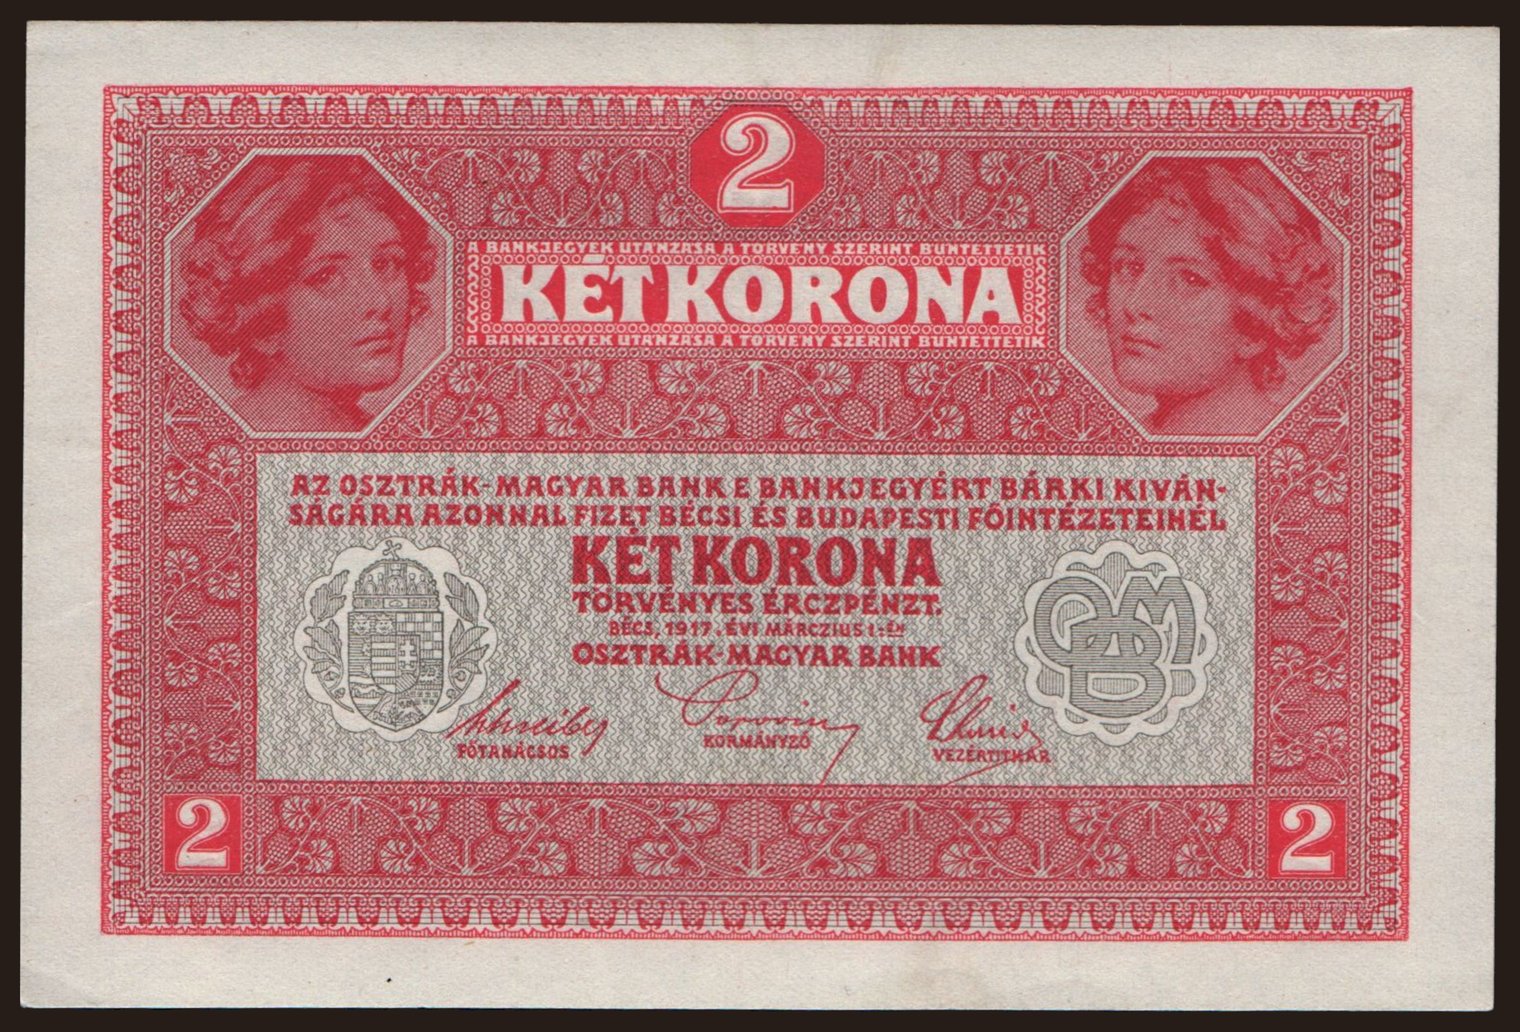 2
A BANKJEGYEK UTÁNZÁSA A TÖRVÉNY SZERINT BÜNTETTETIK
KÉT KORONA
A BANKJEGYEK UTÁNZÁSA A TÖRVÉNY SZERINT BÜNTETTETIK
AZ OSZTRÁK-MAGYAR BANK E BANKJEGYÉRT BÁRKI KIVÁN-
SÁGÁRA AZONNAL FIZET BÉCSI ÉS BUDAPESTI FŐINTÉZETEINÉL
KÉT KORONA
TÖRVÉNYES ÉRCZPÉNZT.
BÉCS, 1917. ÉVI MÁRCZIUS 1-ÉN
OSZTRÁK-MAGYAR BANK
FŐTANÁCSOS
KORMÁNYZÓ
VEZÉRTITKÁR
2
2